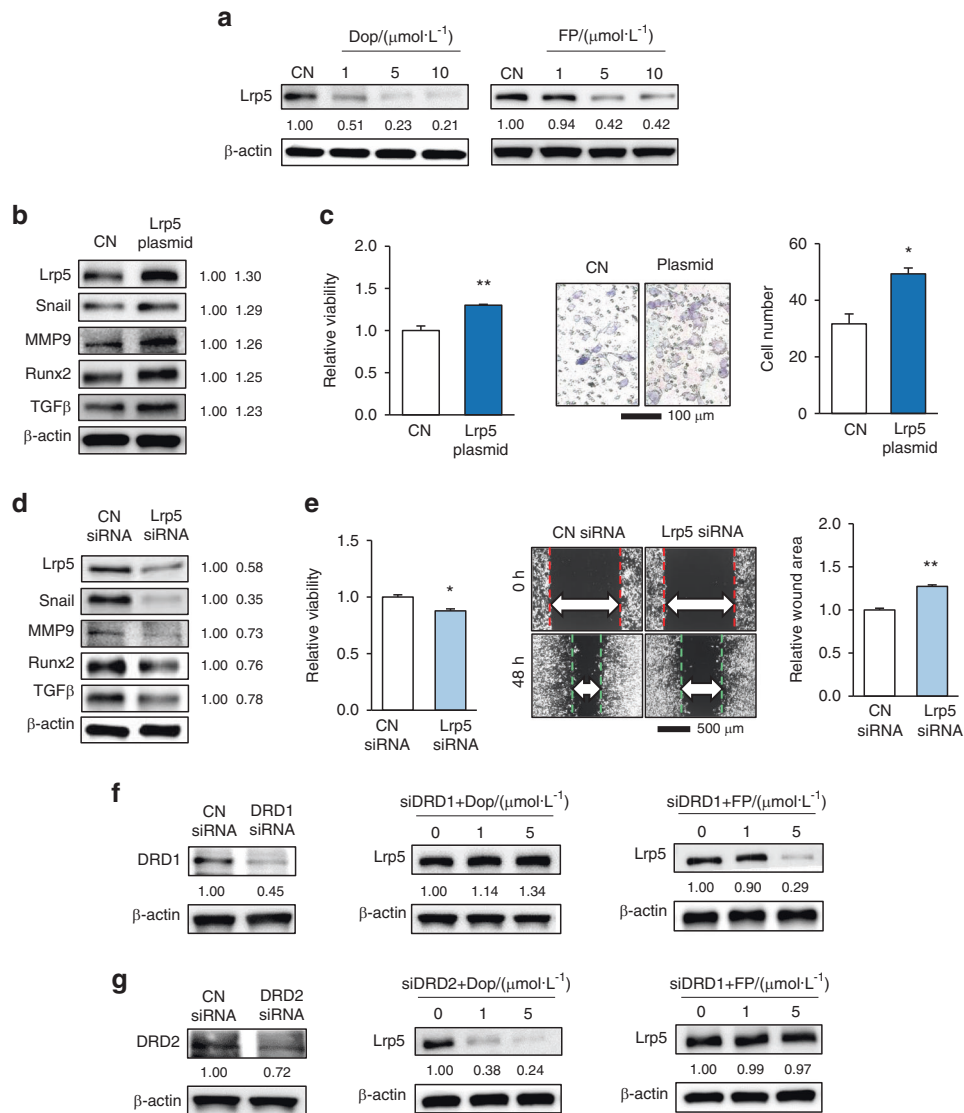 a
Dop/(μmol·L⁻¹) FP/(μmol·L⁻¹)
CN 1 5 10 CN 1 5 10
Lrp5
1.00 0.51 0.23 0.21 1.00 0.94 0.42 0.42
β-actin
b
CN Lrp5 plasmid
Lrp5 1.00 1.30
Snail 1.00 1.29
MMP9 1.00 1.26
Runx2 1.00 1.25
TGFβ 1.00 1.23
β-actin
c
Relative viability
2.0
1.5
1.0
0.5
0.0
**
CN Lrp5 plasmid
CN Plasmid
100 μm
Cell number
60
40
20
0
*
CN Lrp5 plasmid
d
CN siRNA Lrp5 siRNA
Lrp5 1.00 0.58
Snail 1.00 0.35
MMP9 1.00 0.73
Runx2 1.00 0.76
TGFβ 1.00 0.78
β-actin
e
Relative viability
1.5
1.0
0.5
0.0
*
CN siRNA Lrp5 siRNA
CN siRNA Lrp5 siRNA
0 h
48 h
500 μm
Relative wound area
2.0
1.5
1.0
0.5
0.0
**
CN siRNA Lrp5 siRNA
f
CN siRNA DRD1 siRNA
DRD1
1.00 0.45
β-actin
siDRD1+Dop/(μmol·L⁻¹)
0 1 5
Lrp5
1.00 1.14 1.34
β-actin
siDRD1+FP/(μmol·L⁻¹)
0 1 5
Lrp5
1.00 0.90 0.29
β-actin
g
CN siRNA DRD2 siRNA
DRD2
1.00 0.72
β-actin
siDRD2+Dop/(μmol·L⁻¹)
0 1 5
Lrp5
1.00 0.38 0.24
β-actin
siDRD1+FP/(μmol·L⁻¹)
0 1 5
Lrp5
1.00 0.99 0.97
β-actin